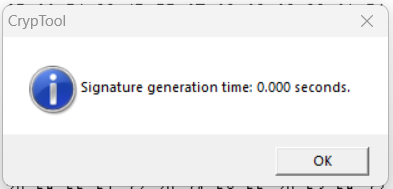 CrypTool
Signature generation time: 0.000 seconds.
OK